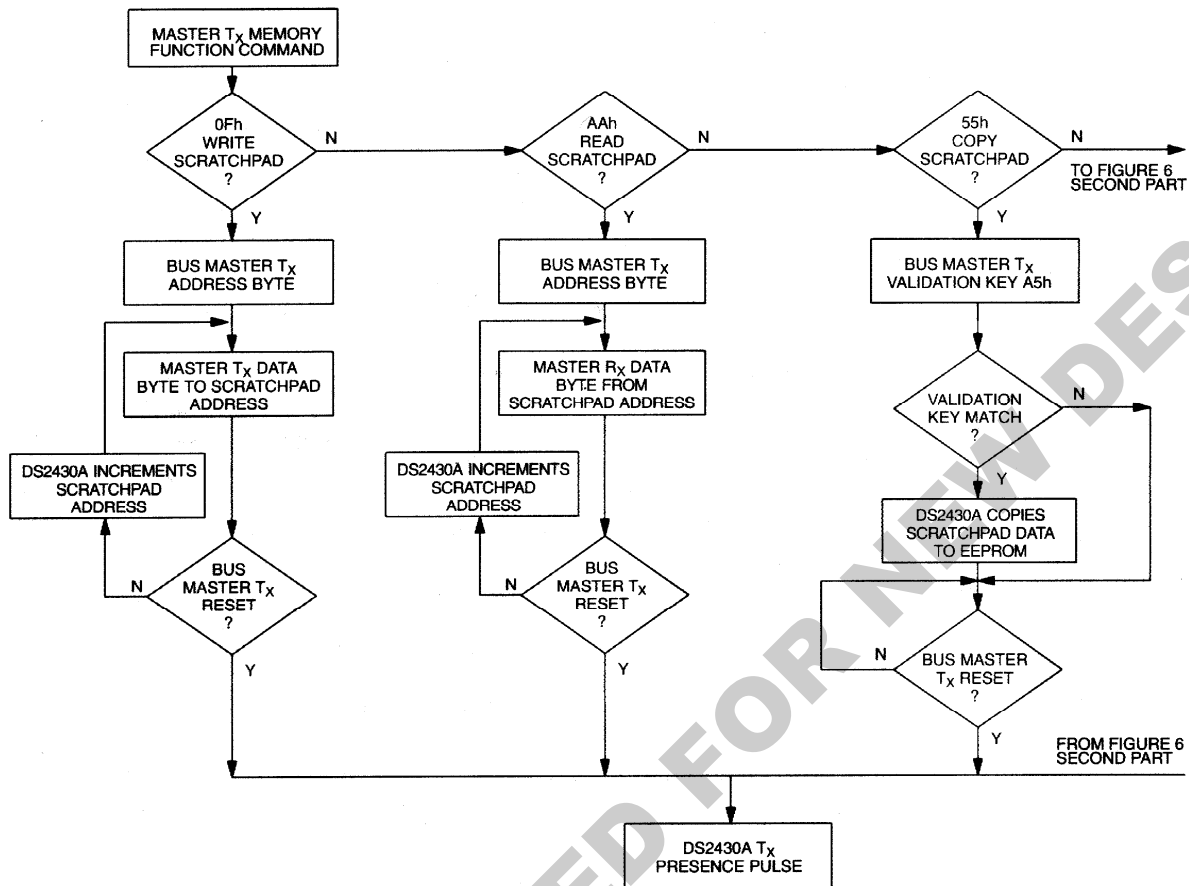 MASTER TX MEMORY
FUNCTION COMMAND
0Fh
WRITE
SCRATCHPAD
?
N
Y
AAh
READ
SCRATCHPAD
?
N
Y
55h
COPY
SCRATCHPAD
?
N
Y
TO FIGURE 6
SECOND PART
BUS MASTER TX
ADDRESS BYTE
BUS MASTER TX
ADDRESS BYTE
BUS MASTER TX
VALIDATION KEY A5h
MASTER TX DATA
BYTE TO SCRATCHPAD
ADDRESS
MASTER RX DATA
BYTE FROM
SCRATCHPAD ADDRESS
VALIDATION
KEY MATCH
?
N
Y
DS2430A INCREMENTS
SCRATCHPAD
ADDRESS
DS2430A INCREMENTS
SCRATCHPAD
ADDRESS
DS2430A COPIES
SCRATCHPAD DATA
TO EEPROM
BUS
MASTER TX
RESET
?
N
Y
BUS
MASTER TX
RESET
?
N
Y
BUS MASTER
TX RESET
?
N
Y
FROM FIGURE 6
SECOND PART
DS2430A TX
PRESENCE PULSE
ED FOR NEW DES